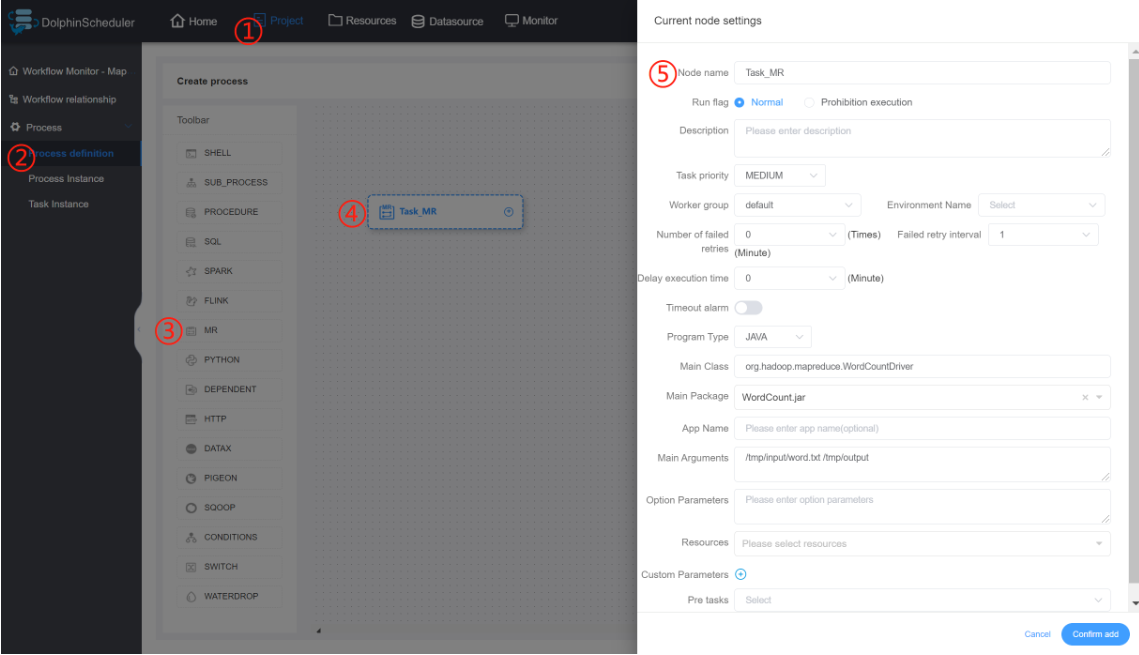 DolphinScheduler
Home
Project
Resources
Datasource
Monitor
①
Workflow Monitor - Map
Workflow relationship
Process
② Process definition
Process Instance
Task Instance
Create process
Toolbar
SHELL
SUB_PROCESS
PROCEDURE
SQL
SPARK
FLINK
③ MR
PYTHON
DEPENDENT
HTTP
DATAX
PIGEON
SQOOP
CONDITIONS
SWITCH
WATERDROP
④ Task_MR
Current node settings
⑤ Node name Task_MR
Run flag Normal Prohibition execution
Description Please enter description
Task priority MEDIUM
Worker group default Environment Name Select
Number of failed retries 0 (Times) Failed retry interval 1
(Minute)
Delay execution time 0 (Minute)
Timeout alarm
Program Type JAVA
Main Class org.hadoop.mapreduce.WordCountDriver
Main Package WordCount.jar
App Name Please enter app name(optional)
Main Arguments /tmp/input/word.txt /tmp/output
Option Parameters Please enter option parameters
Resources Please select resources
Custom Parameters
Pre tasks Select
Cancel Confirm add